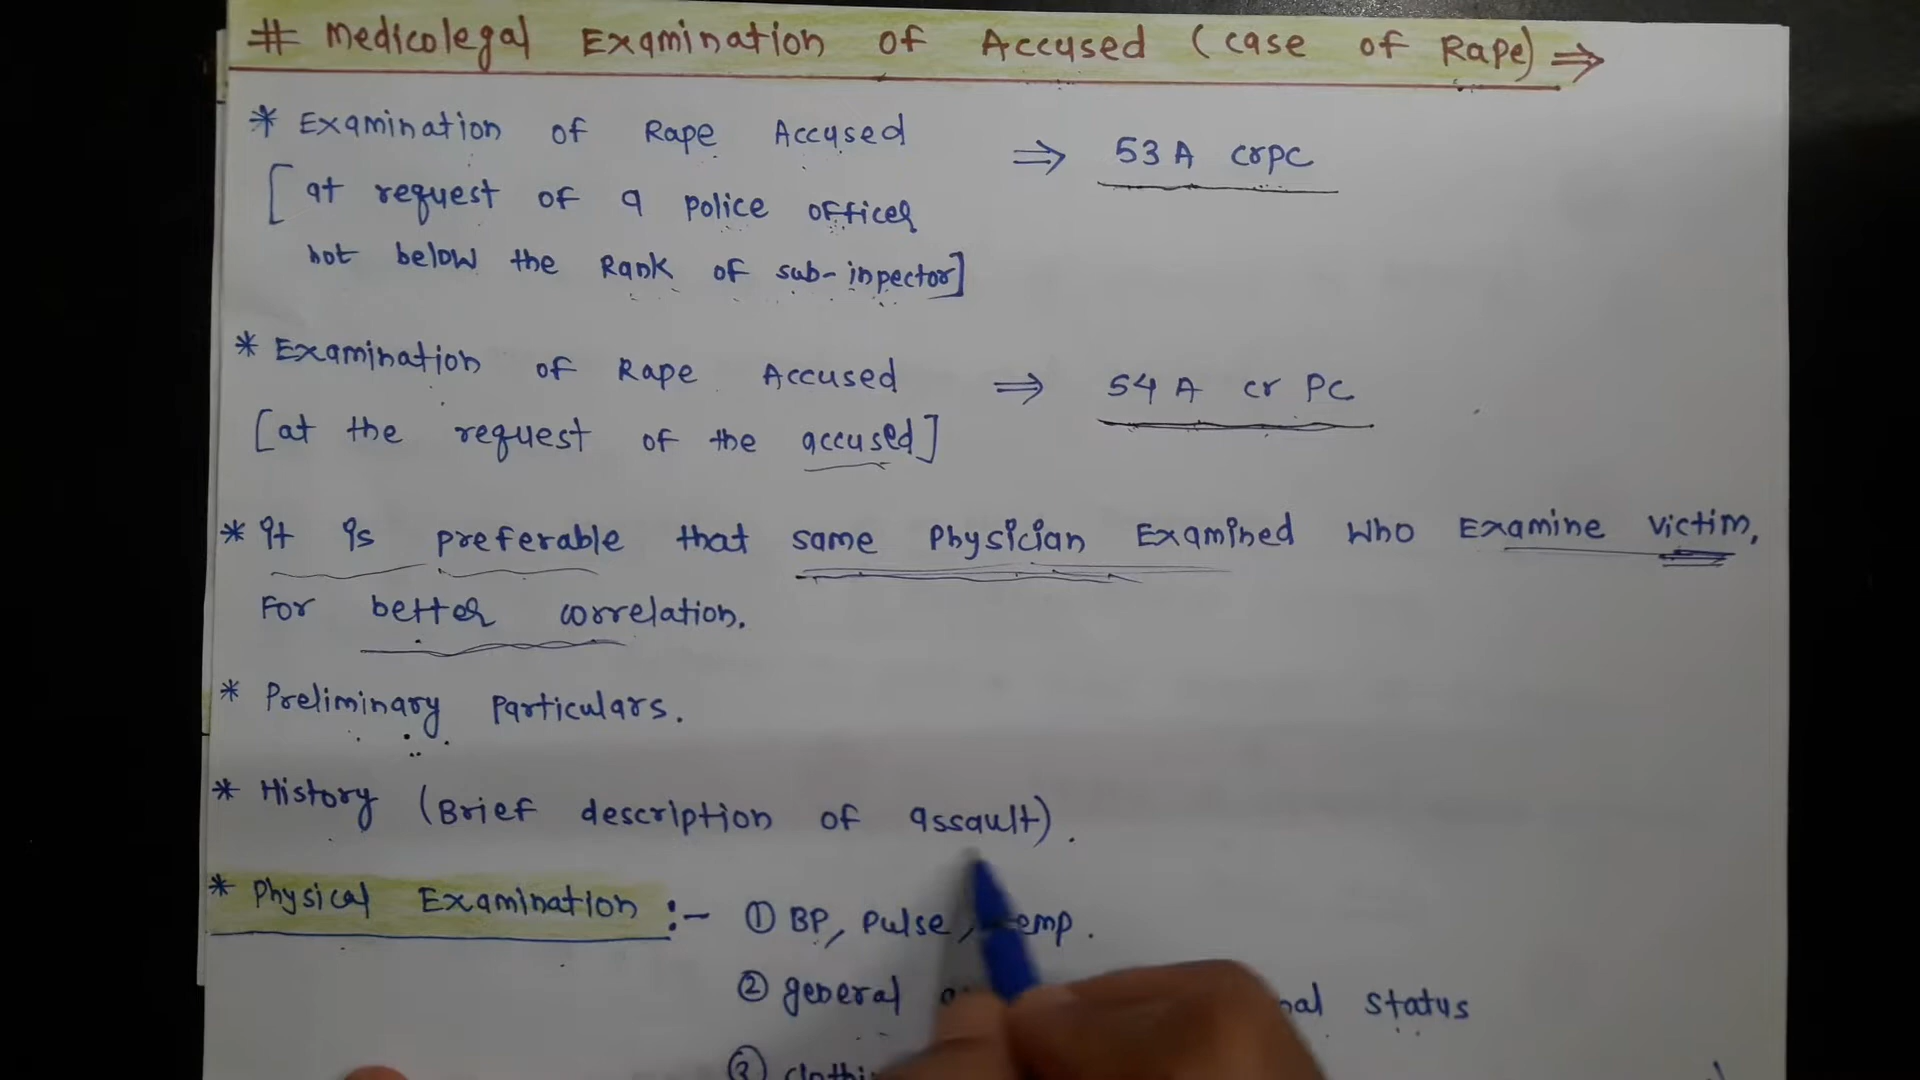 # Medicolegal Examination of Accused (case of Rape) ⇒
* Examination of Rape Accused ⇒ 53 A crpc
[at request of a police officer
not below the Rank of sub-inpector]
* Examination of Rape Accused ⇒ 54 A cr PC
[at the request of the accused]
* It is preferable that same Physician Examined who Examine victim,
For better correlation.
* Preliminary Particulars.
* History (Brief description of assault).
* Physical Examination :- ① BP, Pulse, temp.
② general status
③